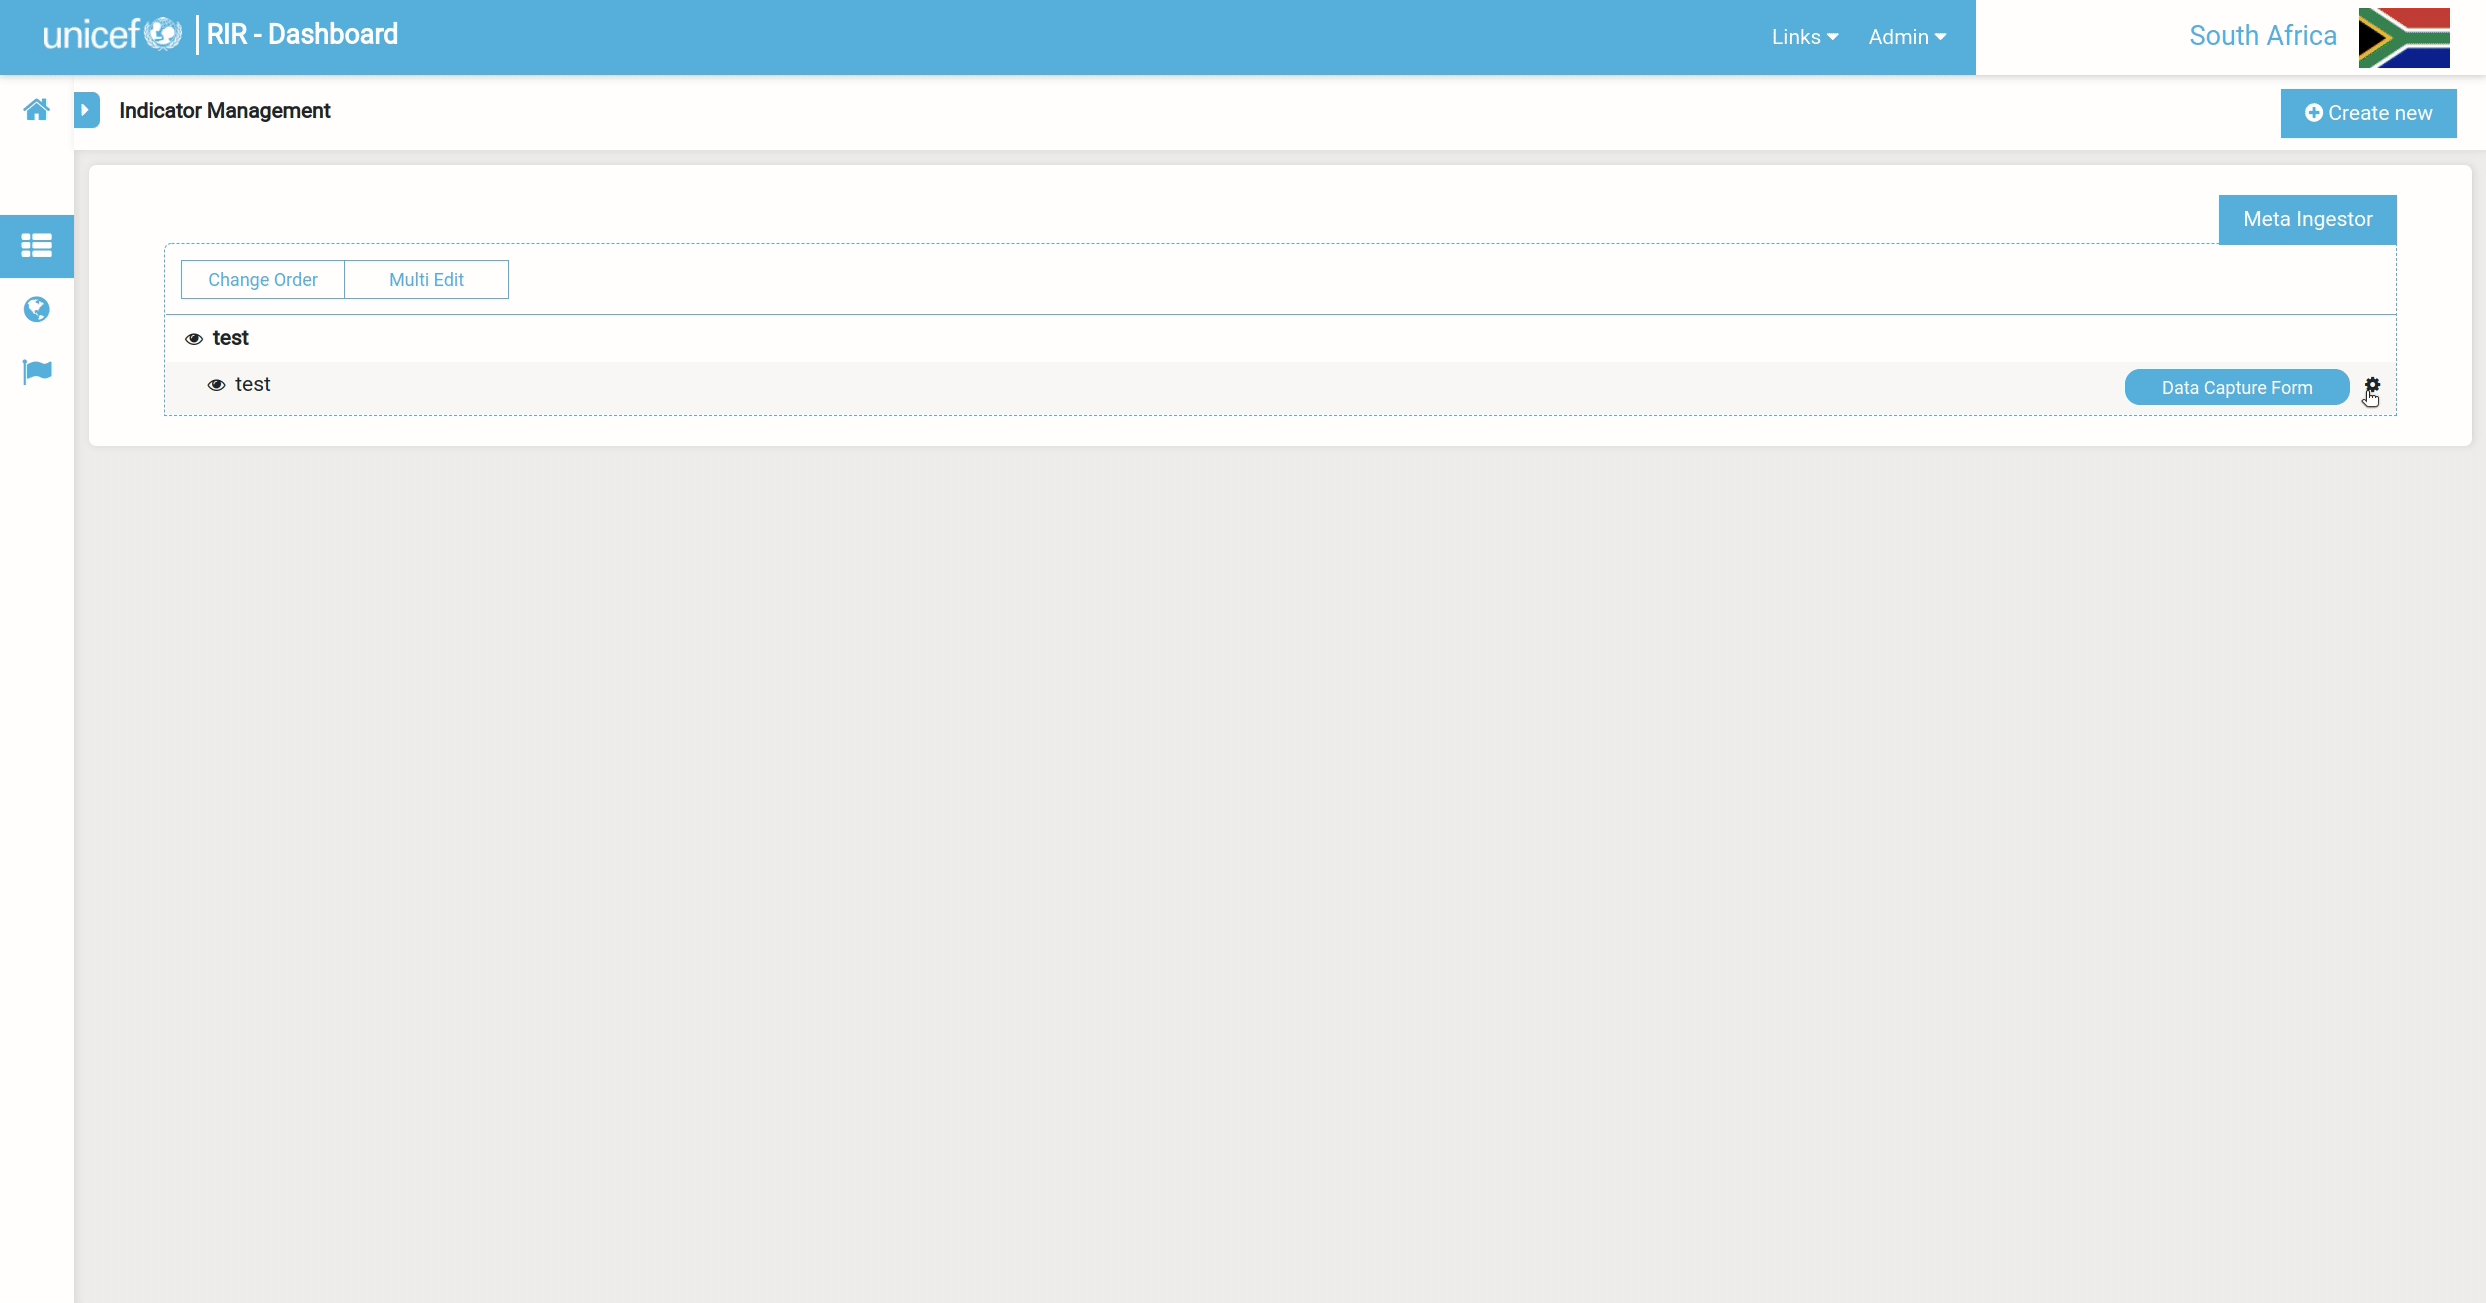 unicef RIR - Dashboard Links Admin South Africa
Indicator Management Create new
Meta Ingestor
Change Order Multi Edit
test
test Data Capture Form